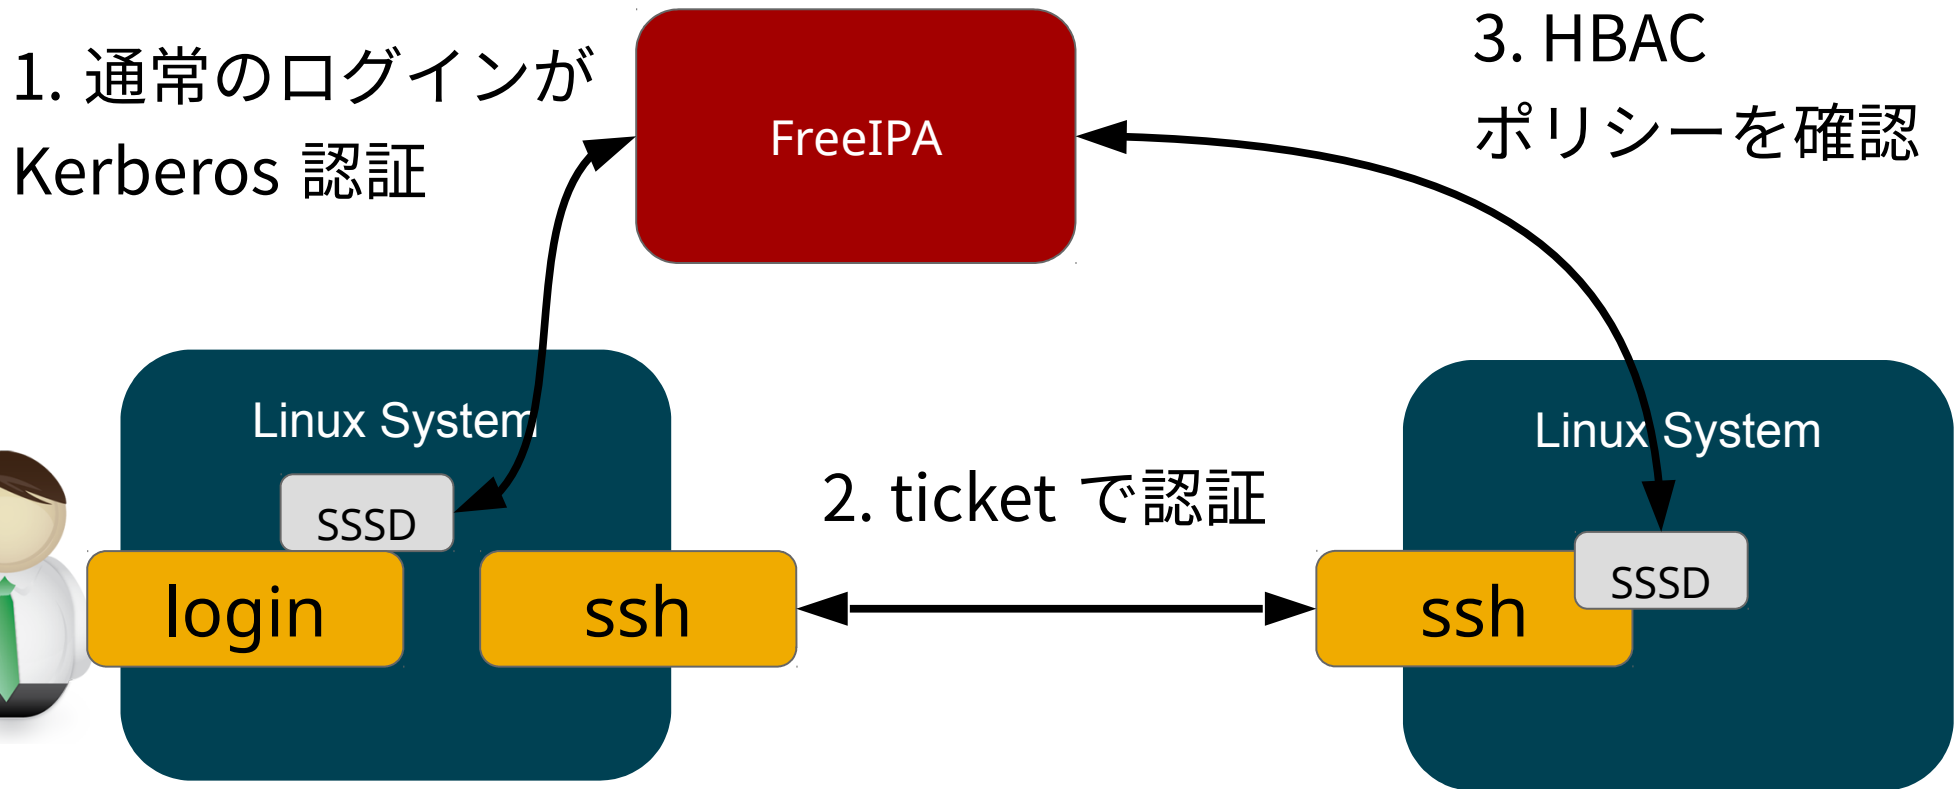 1. 通常のログインが
Kerberos 認証
FreeIPA
3. HBAC
ポリシーを確認
Linux System
SSSD
login
ssh
2. ticket で認証
Linux System
SSSD
ssh